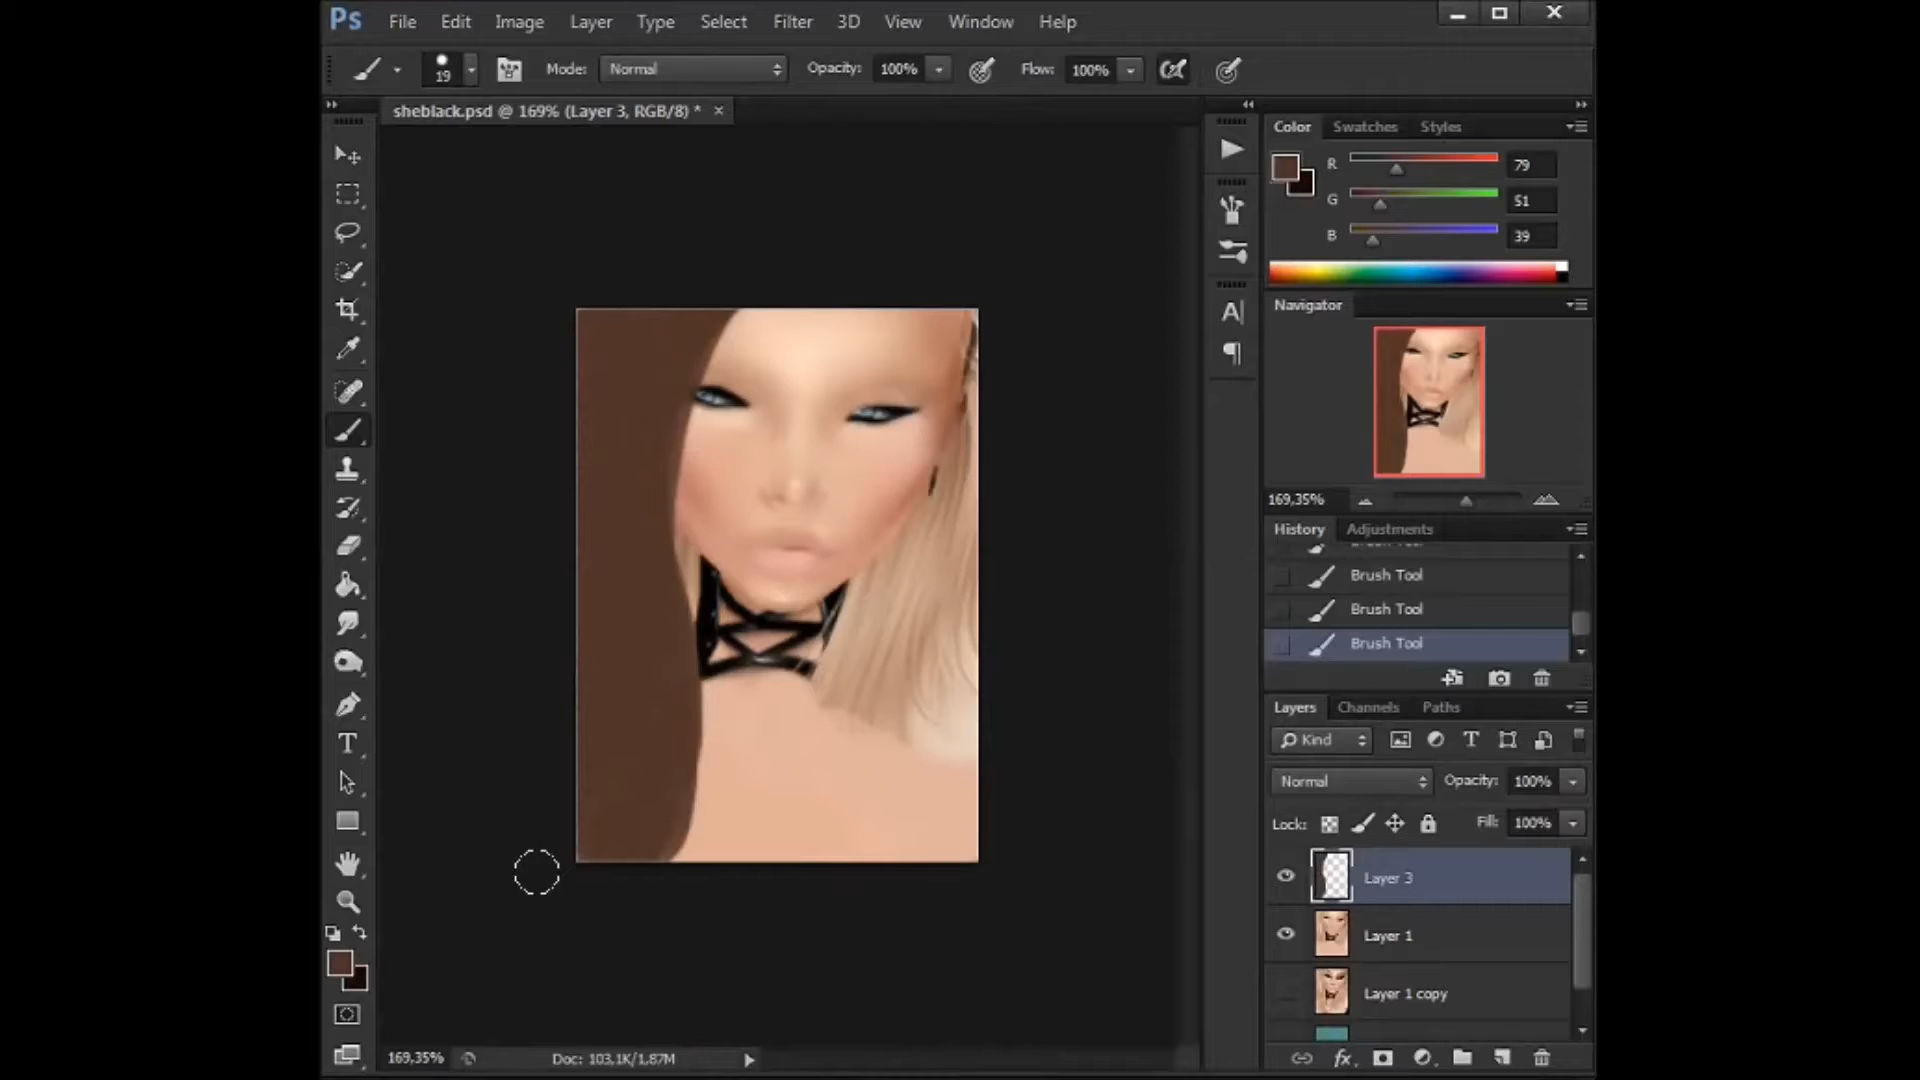 Ps File Edit Image Layer Type Select Filter 3D View Window Help
19 Mode: Normal Opacity: 100% Flow: 100%
sheblack.psd @ 169% (Layer 3, RGB/8) * ×
Color Swatches Styles
R 79
G 51
B 39
Navigator
169,35%
History Adjustments
Brush Tool
Brush Tool
Brush Tool
Brush Tool
Layers Channels Paths
Kind
Normal Opacity: 100%
Lock: Fill: 100%
Layer 3
Layer 1
Layer 1 copy
169,35% Doc: 103,1K/1,87M